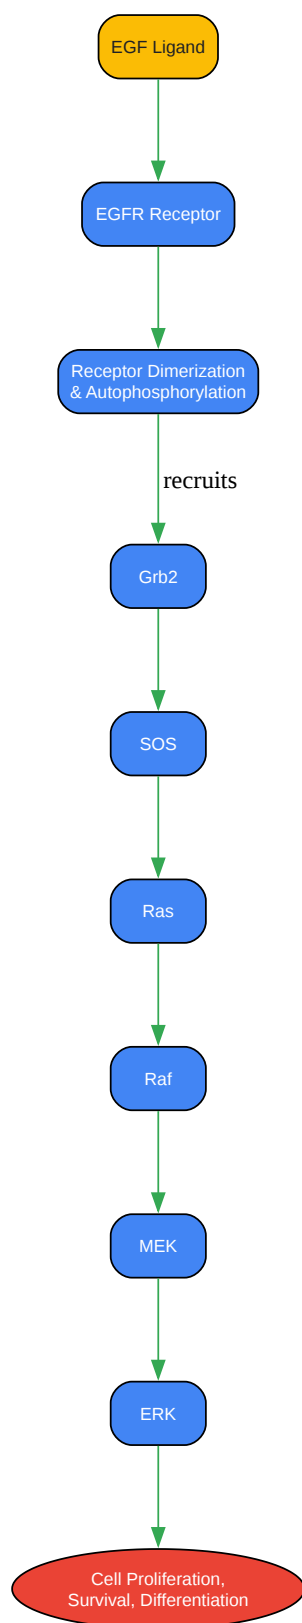 EGF Ligand
EGFR Receptor
Receptor Dimerization
& Autophosphorylation
recruits
Grb2
SOS
Ras
Raf
MEK
ERK
Cell Proliferation,
Survival, Differentiation